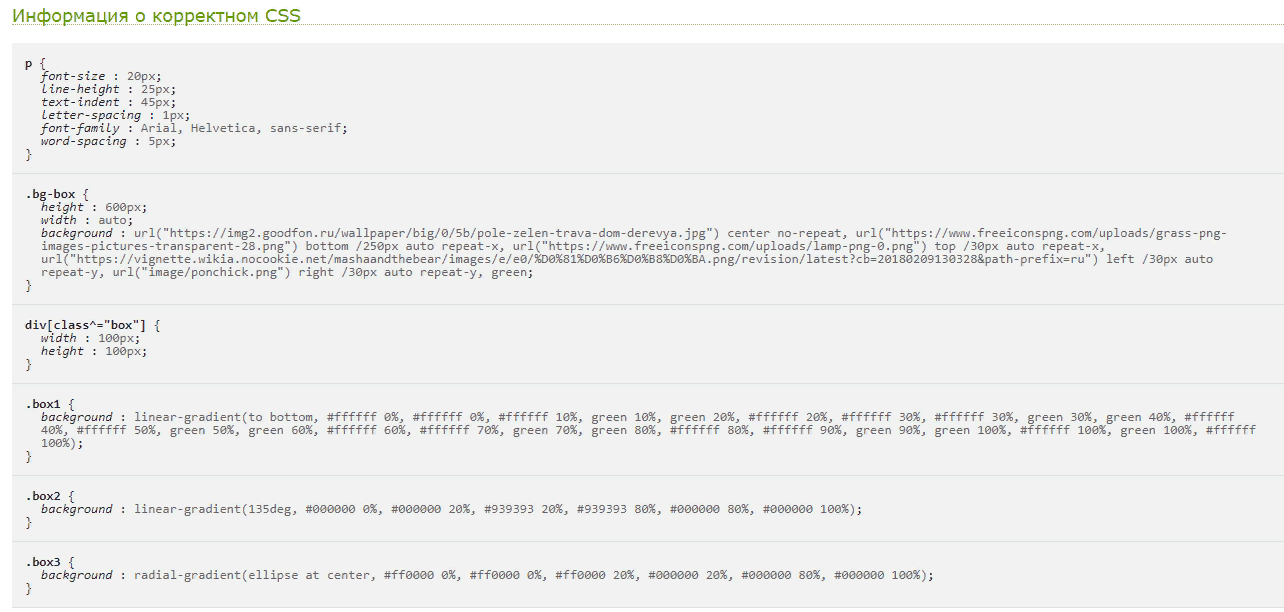 Информация о корректном CSS
p {
font-size : 20px;
line-height : 25px;
text-indent : 45px;
letter-spacing : 1px;
font-family : Arial, Helvetica, sans-serif;
word-spacing : 5px;
}
.bg-box {
height : 600px;
width : auto;
background : url("https://img2.goodfon.ru/wallpaper/big/0/5b/pole-zelen-trava-dom-derevya.jpg") center no-repeat, url("https://www.freeiconspng.com/uploads/grass-png-
images-pictures-transparent-28.png") bottom /250px auto repeat-x, url("https://www.freeiconspng.com/uploads/lamp-png-0.png") top /30px auto repeat-x,
url("https://vignette.wikia.nocookie.net/masheandthebear/images/e/e0/%D0%81%D0%B6%D0%B8%D0%BA.png/revision/latest?cb=20180209130328&path-prefix=ru") left /30px auto
repeat-y, url("image/ponchick.png") right /30px auto repeat-y, green;
}
div[class^="box"] {
width : 100px;
height : 100px;
}
.box1 {
background : linear-gradient(to bottom, #ffffff 0%, #ffffff 0%, #ffffff 10%, green 10%, green 20%, #ffffff 20%, #ffffff 30%, #ffffff 30%, green 30%, green 40%, #ffffff
40%, #ffffff 50%, green 50%, green 60%, #ffffff 60%, #ffffff 70%, green 70%, green 80%, #ffffff 80%, #ffffff 90%, green 90%, green 100%, #ffffff 100%, green 100%, #ffffff
100%);
}
.box2 {
background : linear-gradient(135deg, #000000 0%, #000000 20%, #939393 20%, #939393 80%, #000000 80%, #000000 100%);
}
.box3 {
background : radial-gradient(ellipse at center, #ff0000 0%, #ff0000 0%, #ff0000 20%, #000000 20%, #000000 80%, #000000 100%);
}